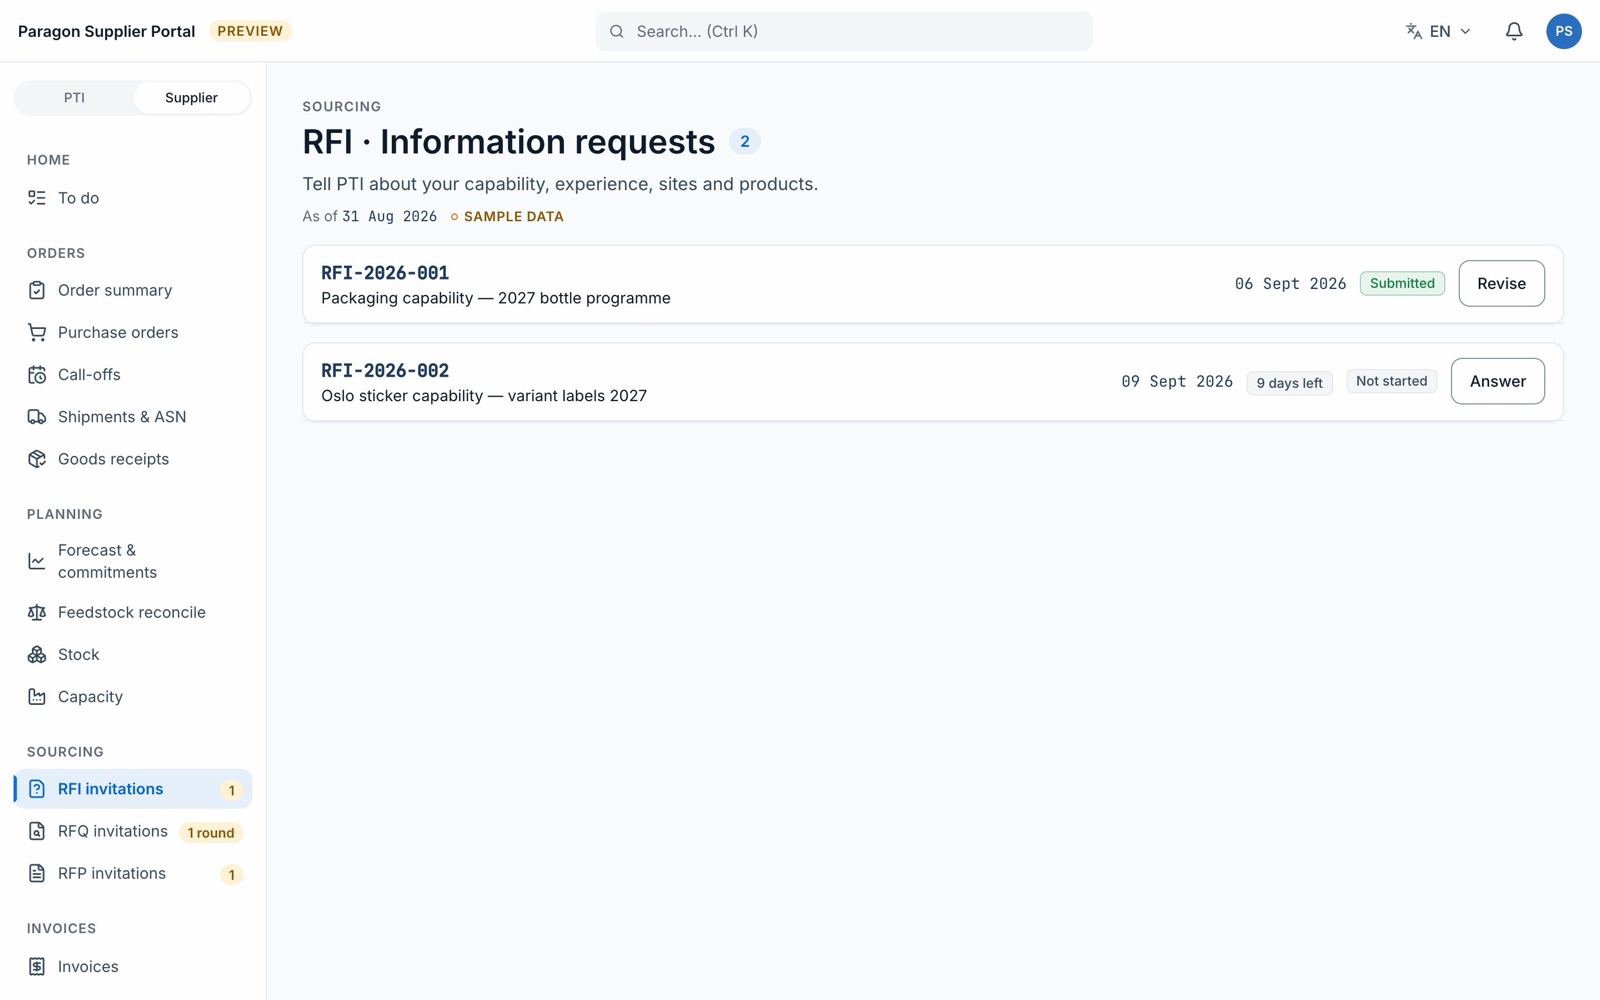 Paragon Supplier Portal PREVIEW
Search... (Ctrl K)
EN
PS
PTI Supplier
HOME
To do
ORDERS
Order summary
Purchase orders
Call-offs
Shipments & ASN
Goods receipts
PLANNING
Forecast &
commitments
Feedstock reconcile
Stock
Capacity
SOURCING
RFI invitations 1
RFQ invitations 1 round
RFP invitations 1
INVOICES
Invoices
SOURCING
RFI · Information requests 2
Tell PTI about your capability, experience, sites and products.
As of 31 Aug 2026 SAMPLE DATA
RFI-2026-001
Packaging capability — 2027 bottle programme
06 Sept 2026 Submitted Revise
RFI-2026-002
Oslo sticker capability — variant labels 2027
09 Sept 2026 9 days left Not started Answer